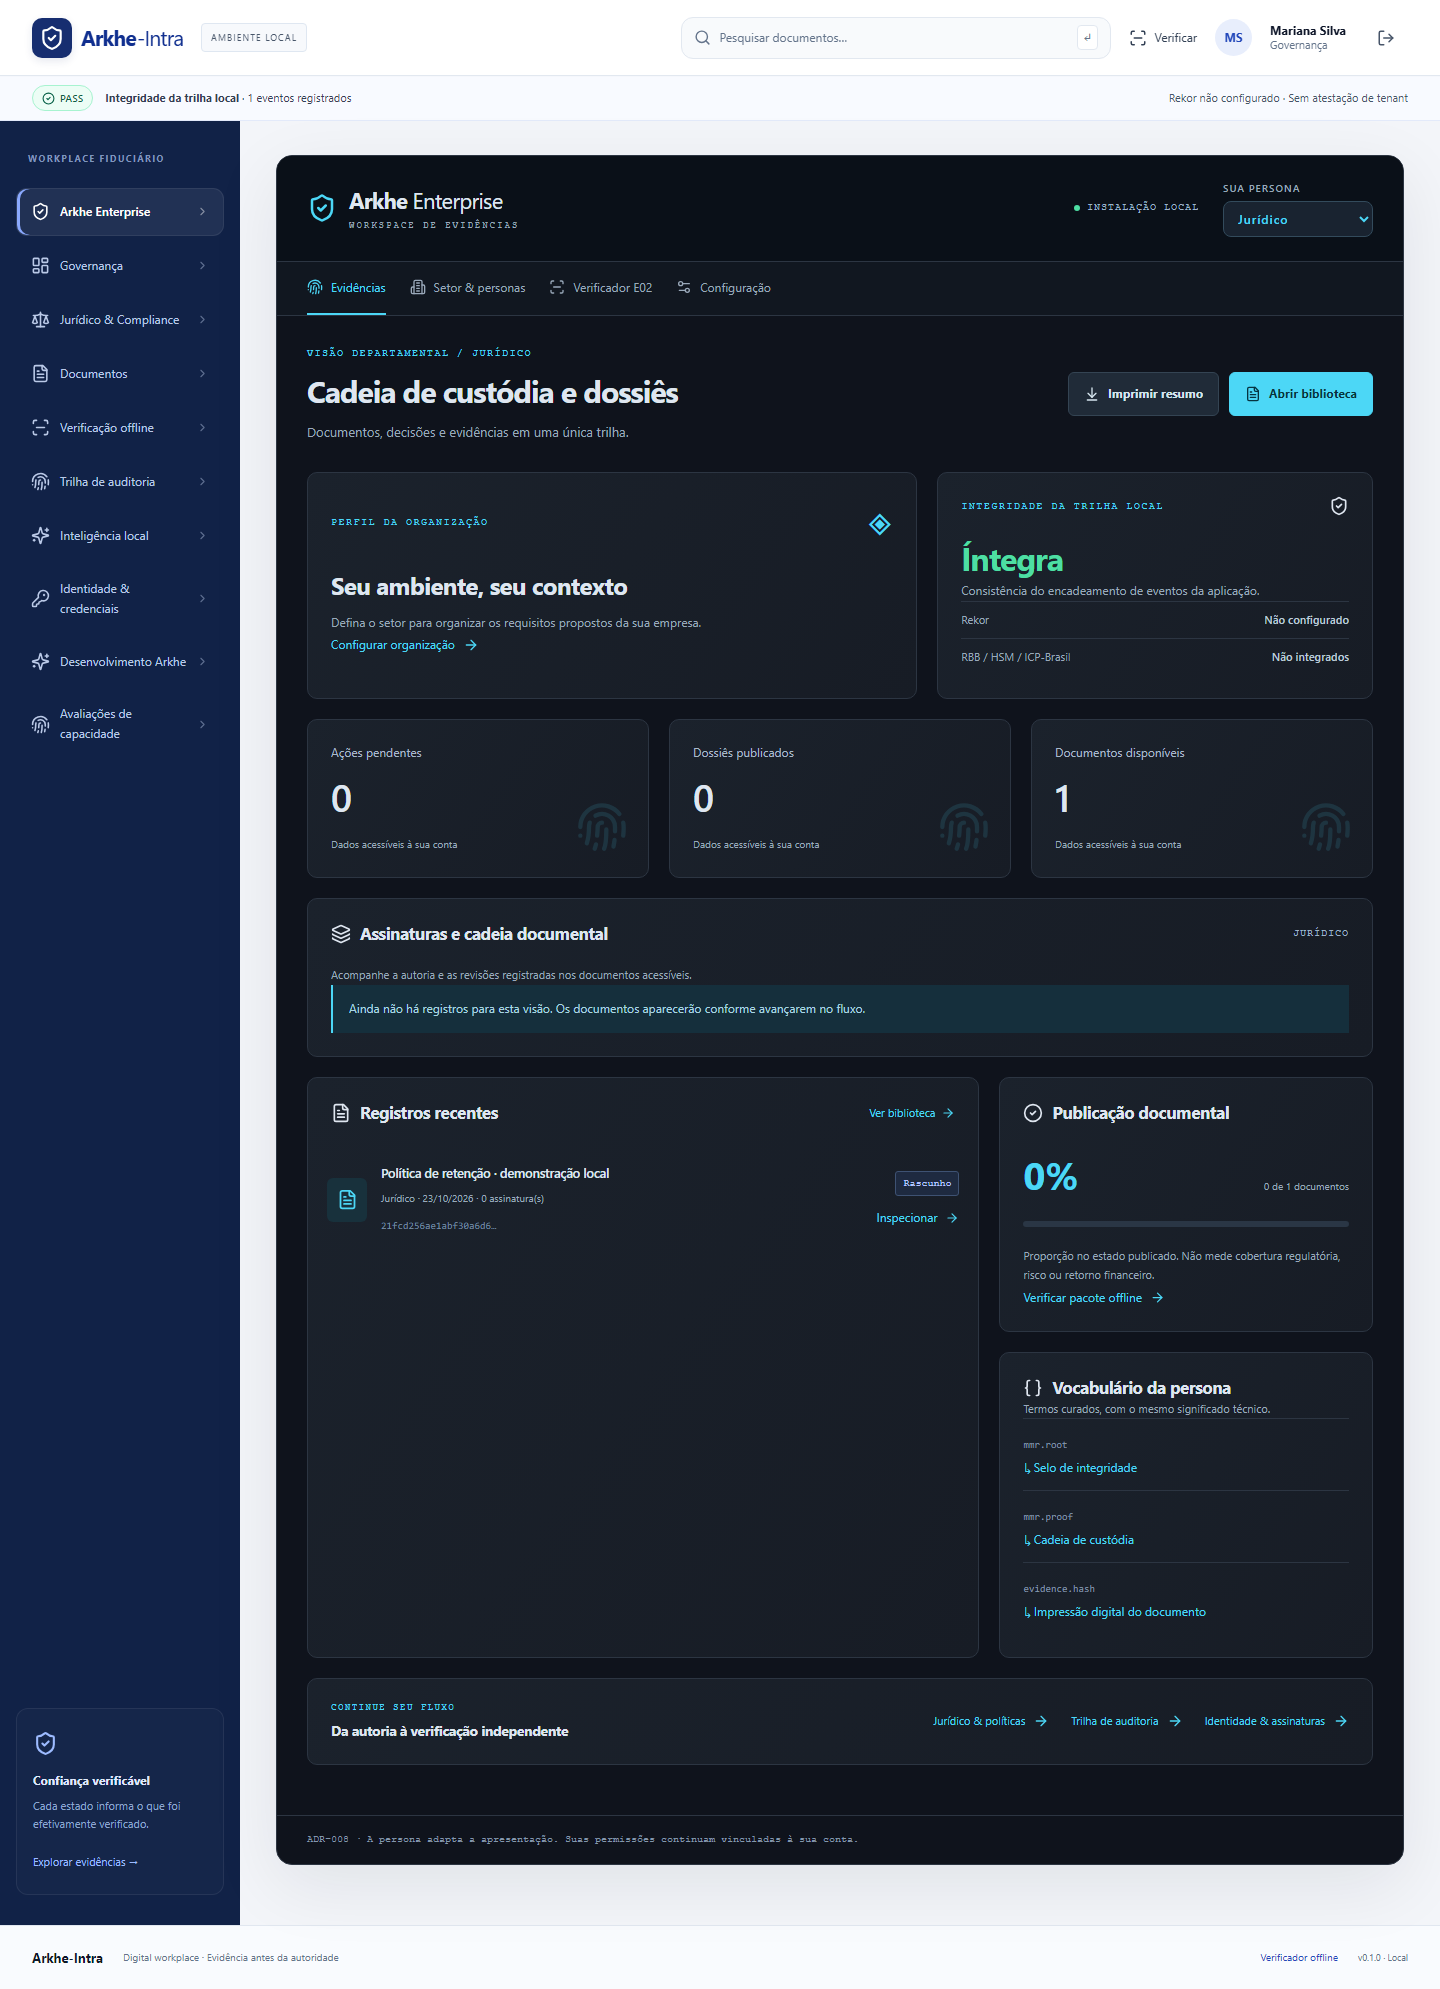 Arkhe-Intra
AMBIENTE LOCAL
Pesquisar documentos...
↵
Verificar
MS
Mariana Silva
Governança
PASS
Integridade da trilha local · 1 eventos registrados
Rekor não configurado · Sem atestação de tenant
WORKPLACE FIDUCIÁRIO
Arkhe Enterprise
Governança
Jurídico & Compliance
Documentos
Verificação offline
Trilha de auditoria
Inteligência local
Identidade &
credenciais
Desenvolvimento Arkhe
Avaliações de
capacidade
Confiança verificável
Cada estado informa o que foi
efetivamente verificado.
Explorar evidências →
Arkhe Enterprise
WORKSPACE DE EVIDÊNCIAS
INSTALAÇÃO LOCAL
SUA PERSONA
Jurídico
Evidências
Setor & personas
Verificador E02
Configuração
VISÃO DEPARTAMENTAL / JURÍDICO
Cadeia de custódia e dossiês
Documentos, decisões e evidências em uma única trilha.
Imprimir resumo
Abrir biblioteca
PERFIL DA ORGANIZAÇÃO
Seu ambiente, seu contexto
Defina o setor para organizar os requisitos propostos da sua empresa.
Configurar organização →
INTEGRIDADE DA TRILHA LOCAL
Íntegra
Consistência do encadeamento de eventos da aplicação.
Rekor Não configurado
RBB / HSM / ICP-Brasil Não integrados
Ações pendentes
0
Dados acessíveis à sua conta
Dossiês publicados
0
Dados acessíveis à sua conta
Documentos disponíveis
1
Dados acessíveis à sua conta
Assinaturas e cadeia documental
JURÍDICO
Acompanhe a autoria e as revisões registradas nos documentos acessíveis.
Ainda não há registros para esta visão. Os documentos aparecerão conforme avançarem no fluxo.
Registros recentes
Ver biblioteca →
Política de retenção · demonstração local
Jurídico · 23/10/2026 · 0 assinatura(s)
21fcd256ae1abf30a6d6…
Rascunho
Inspecionar →
Publicação documental
0%
0 de 1 documentos
Proporção no estado publicado. Não mede cobertura regulatória,
risco ou retorno financeiro.
Verificar pacote offline →
Vocabulário da persona
Termos curados, com o mesmo significado técnico.
mmr.root
↳ Selo de integridade
mmr.proof
↳ Cadeia de custódia
evidence.hash
↳ Impressão digital do documento
CONTINUE SEU FLUXO
Da autoria à verificação independente
Jurídico & políticas →
Trilha de auditoria →
Identidade & assinaturas →
ADR-008 · A persona adapta a apresentação. Suas permissões continuam vinculadas à sua conta.
Arkhe-Intra
Digital workplace · Evidência antes da autoridade
Verificador offline
v0.1.0 · Local